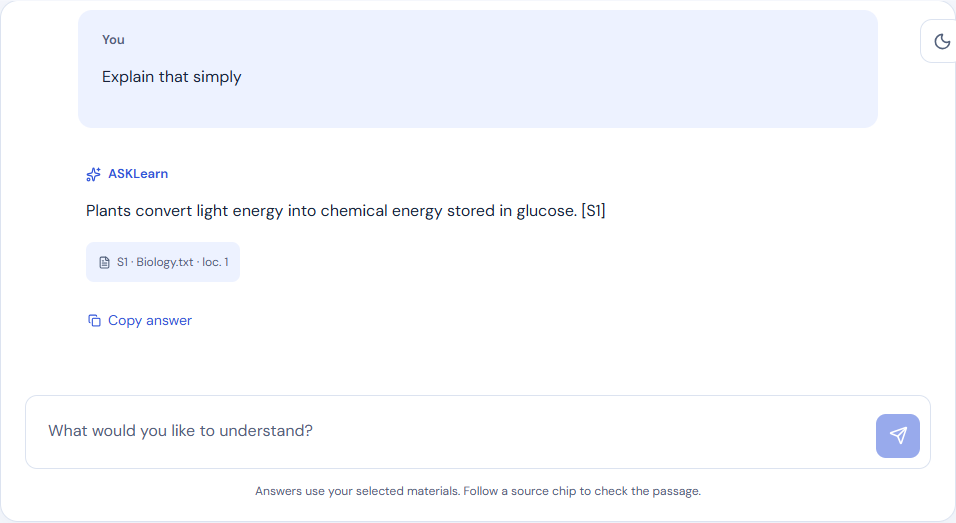 You
Explain that simply
ASKLearn
Plants convert light energy into chemical energy stored in glucose. [S1]
S1 · Biology.txt · loc. 1
Copy answer
What would you like to understand?
Answers use your selected materials. Follow a source chip to check the passage.